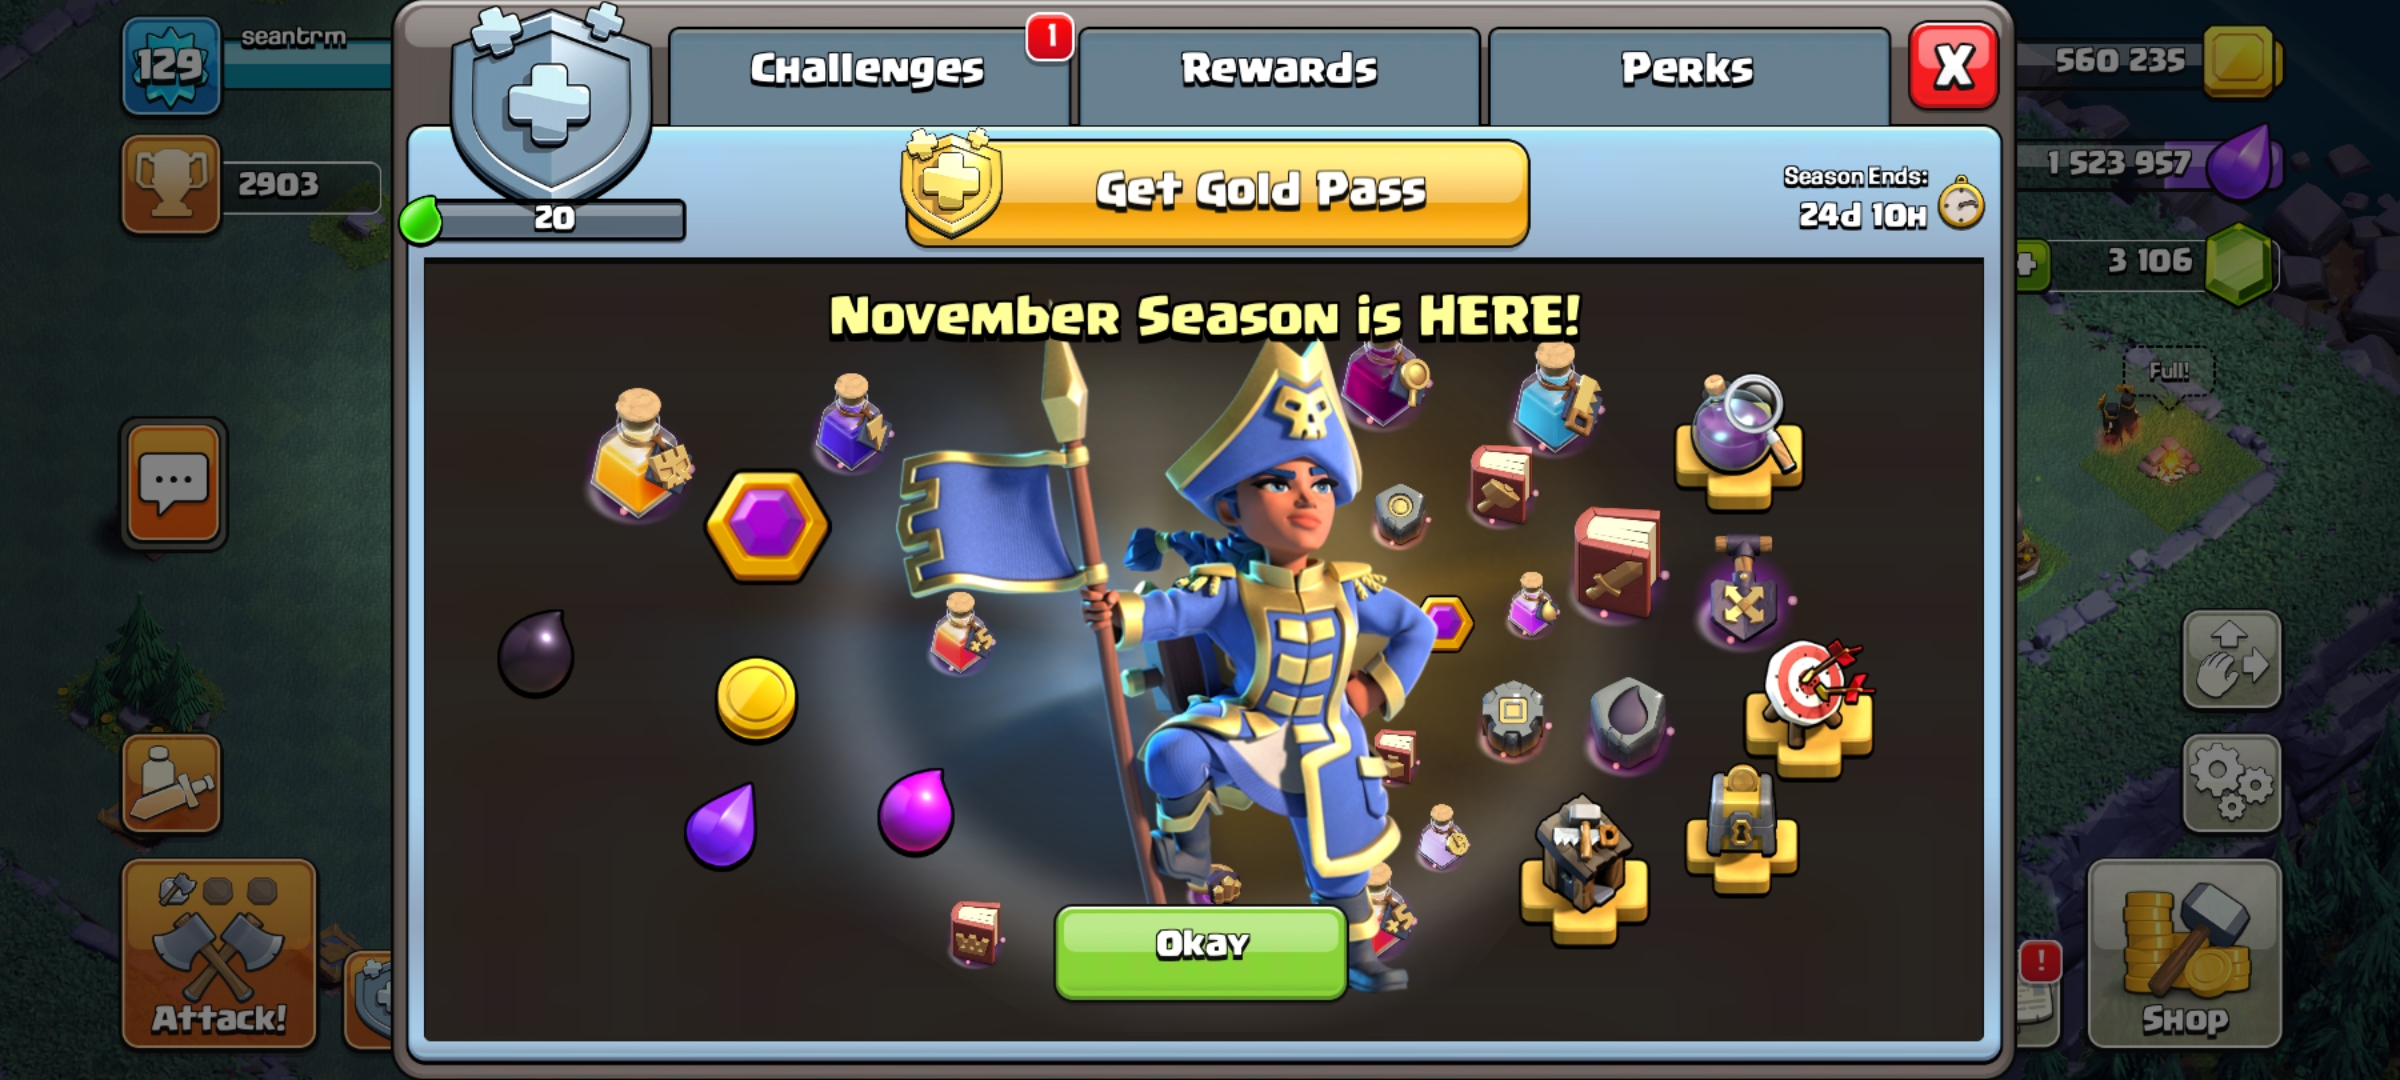 129
seantrm
2903
Challenges
1
Rewards
Perks
X
560 235
1 523 957
3 106
20
Get Gold Pass
Season Ends:
24d 10H
November Season is HERE!
Full!
Okay
Attack!
!
Shop